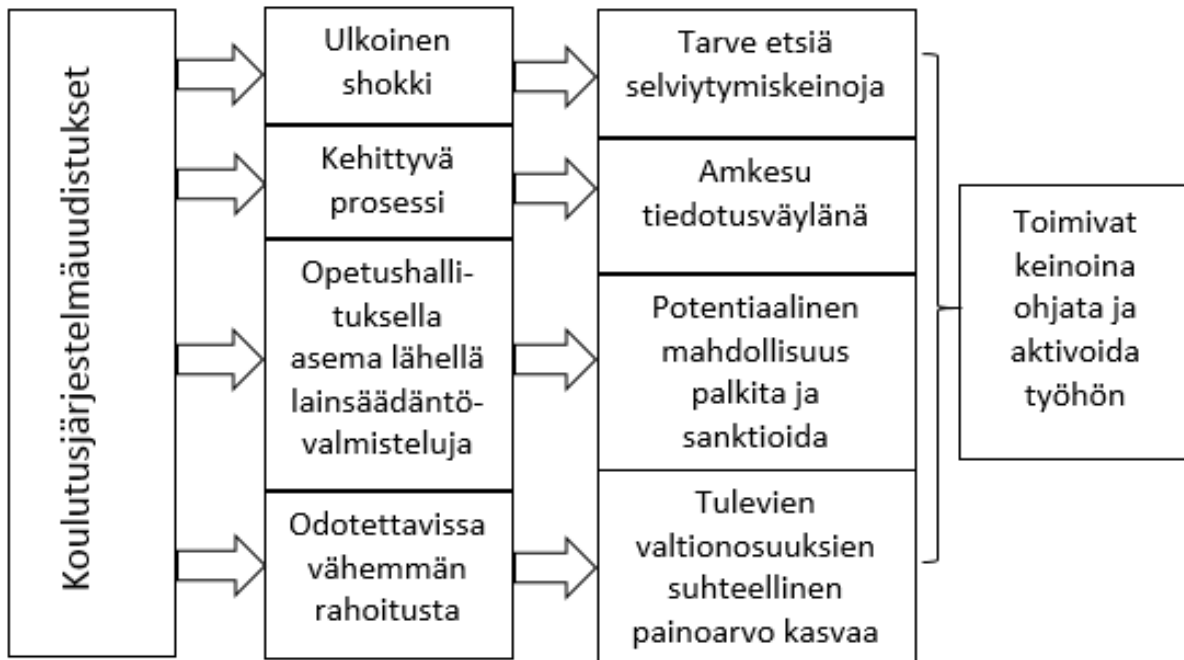 Koulutusjärjestelmäuudistukset
Ulkoinen
shokki
Tarve etsiä
selviytymiskeinoja
Kehittyvä
prosessi
Amkesu
tiedotusväylänä
Opetushalli-
tuksella
asema lähellä
lainsäädäntö-
valmisteluja
Potentiaalinen
mahdollisuus
palkita ja
sanktioida
Odotettavissa
vähemmän
rahoitusta
Tulevien
valtionosuuksien
suhteellinen
painoarvo kasvaa
Toimivat
keinoina
ohjata ja
aktivoida
työhön